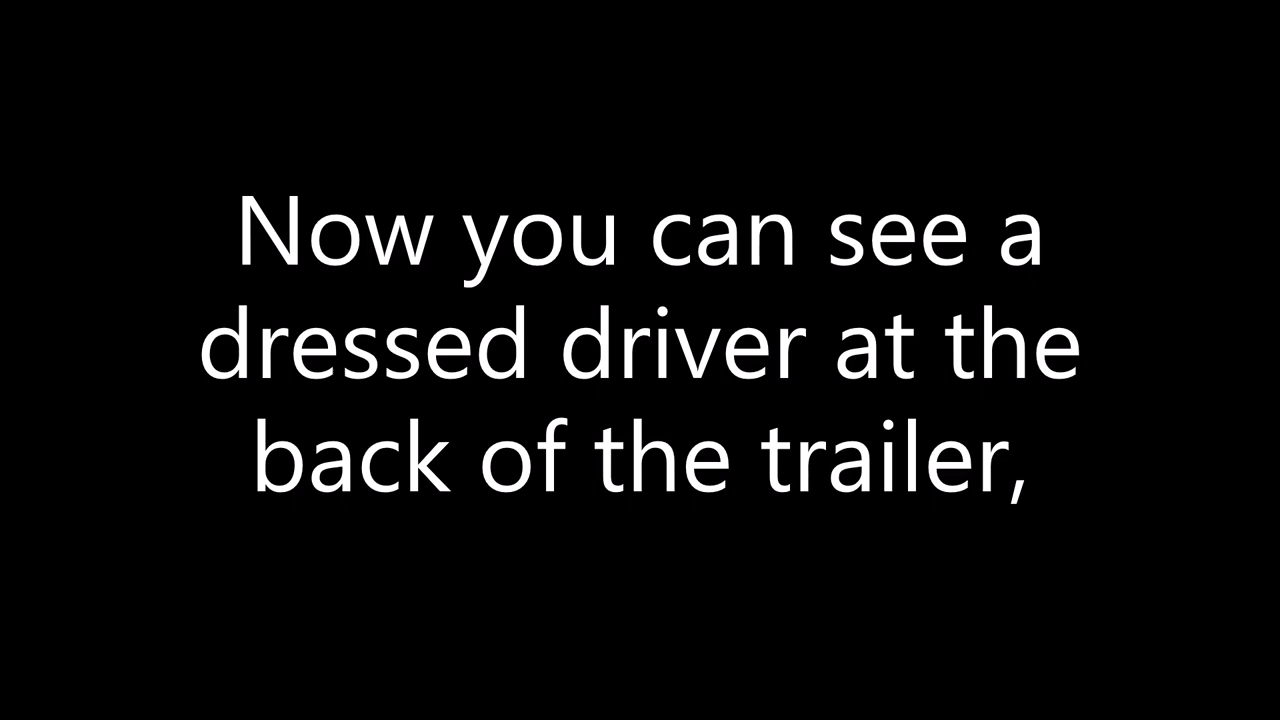 Now you can see a
dressed driver at the
back of the trailer,